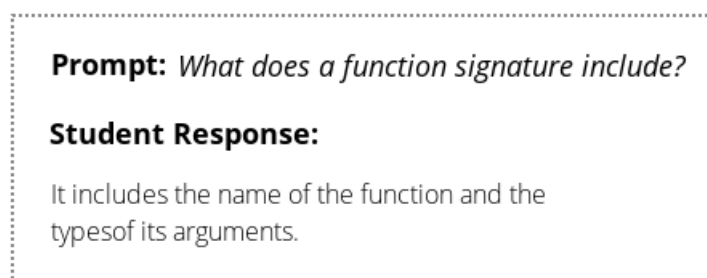 Prompt: What does a function signature include?
Student Response:
It includes the name of the function and the
typesof its arguments.